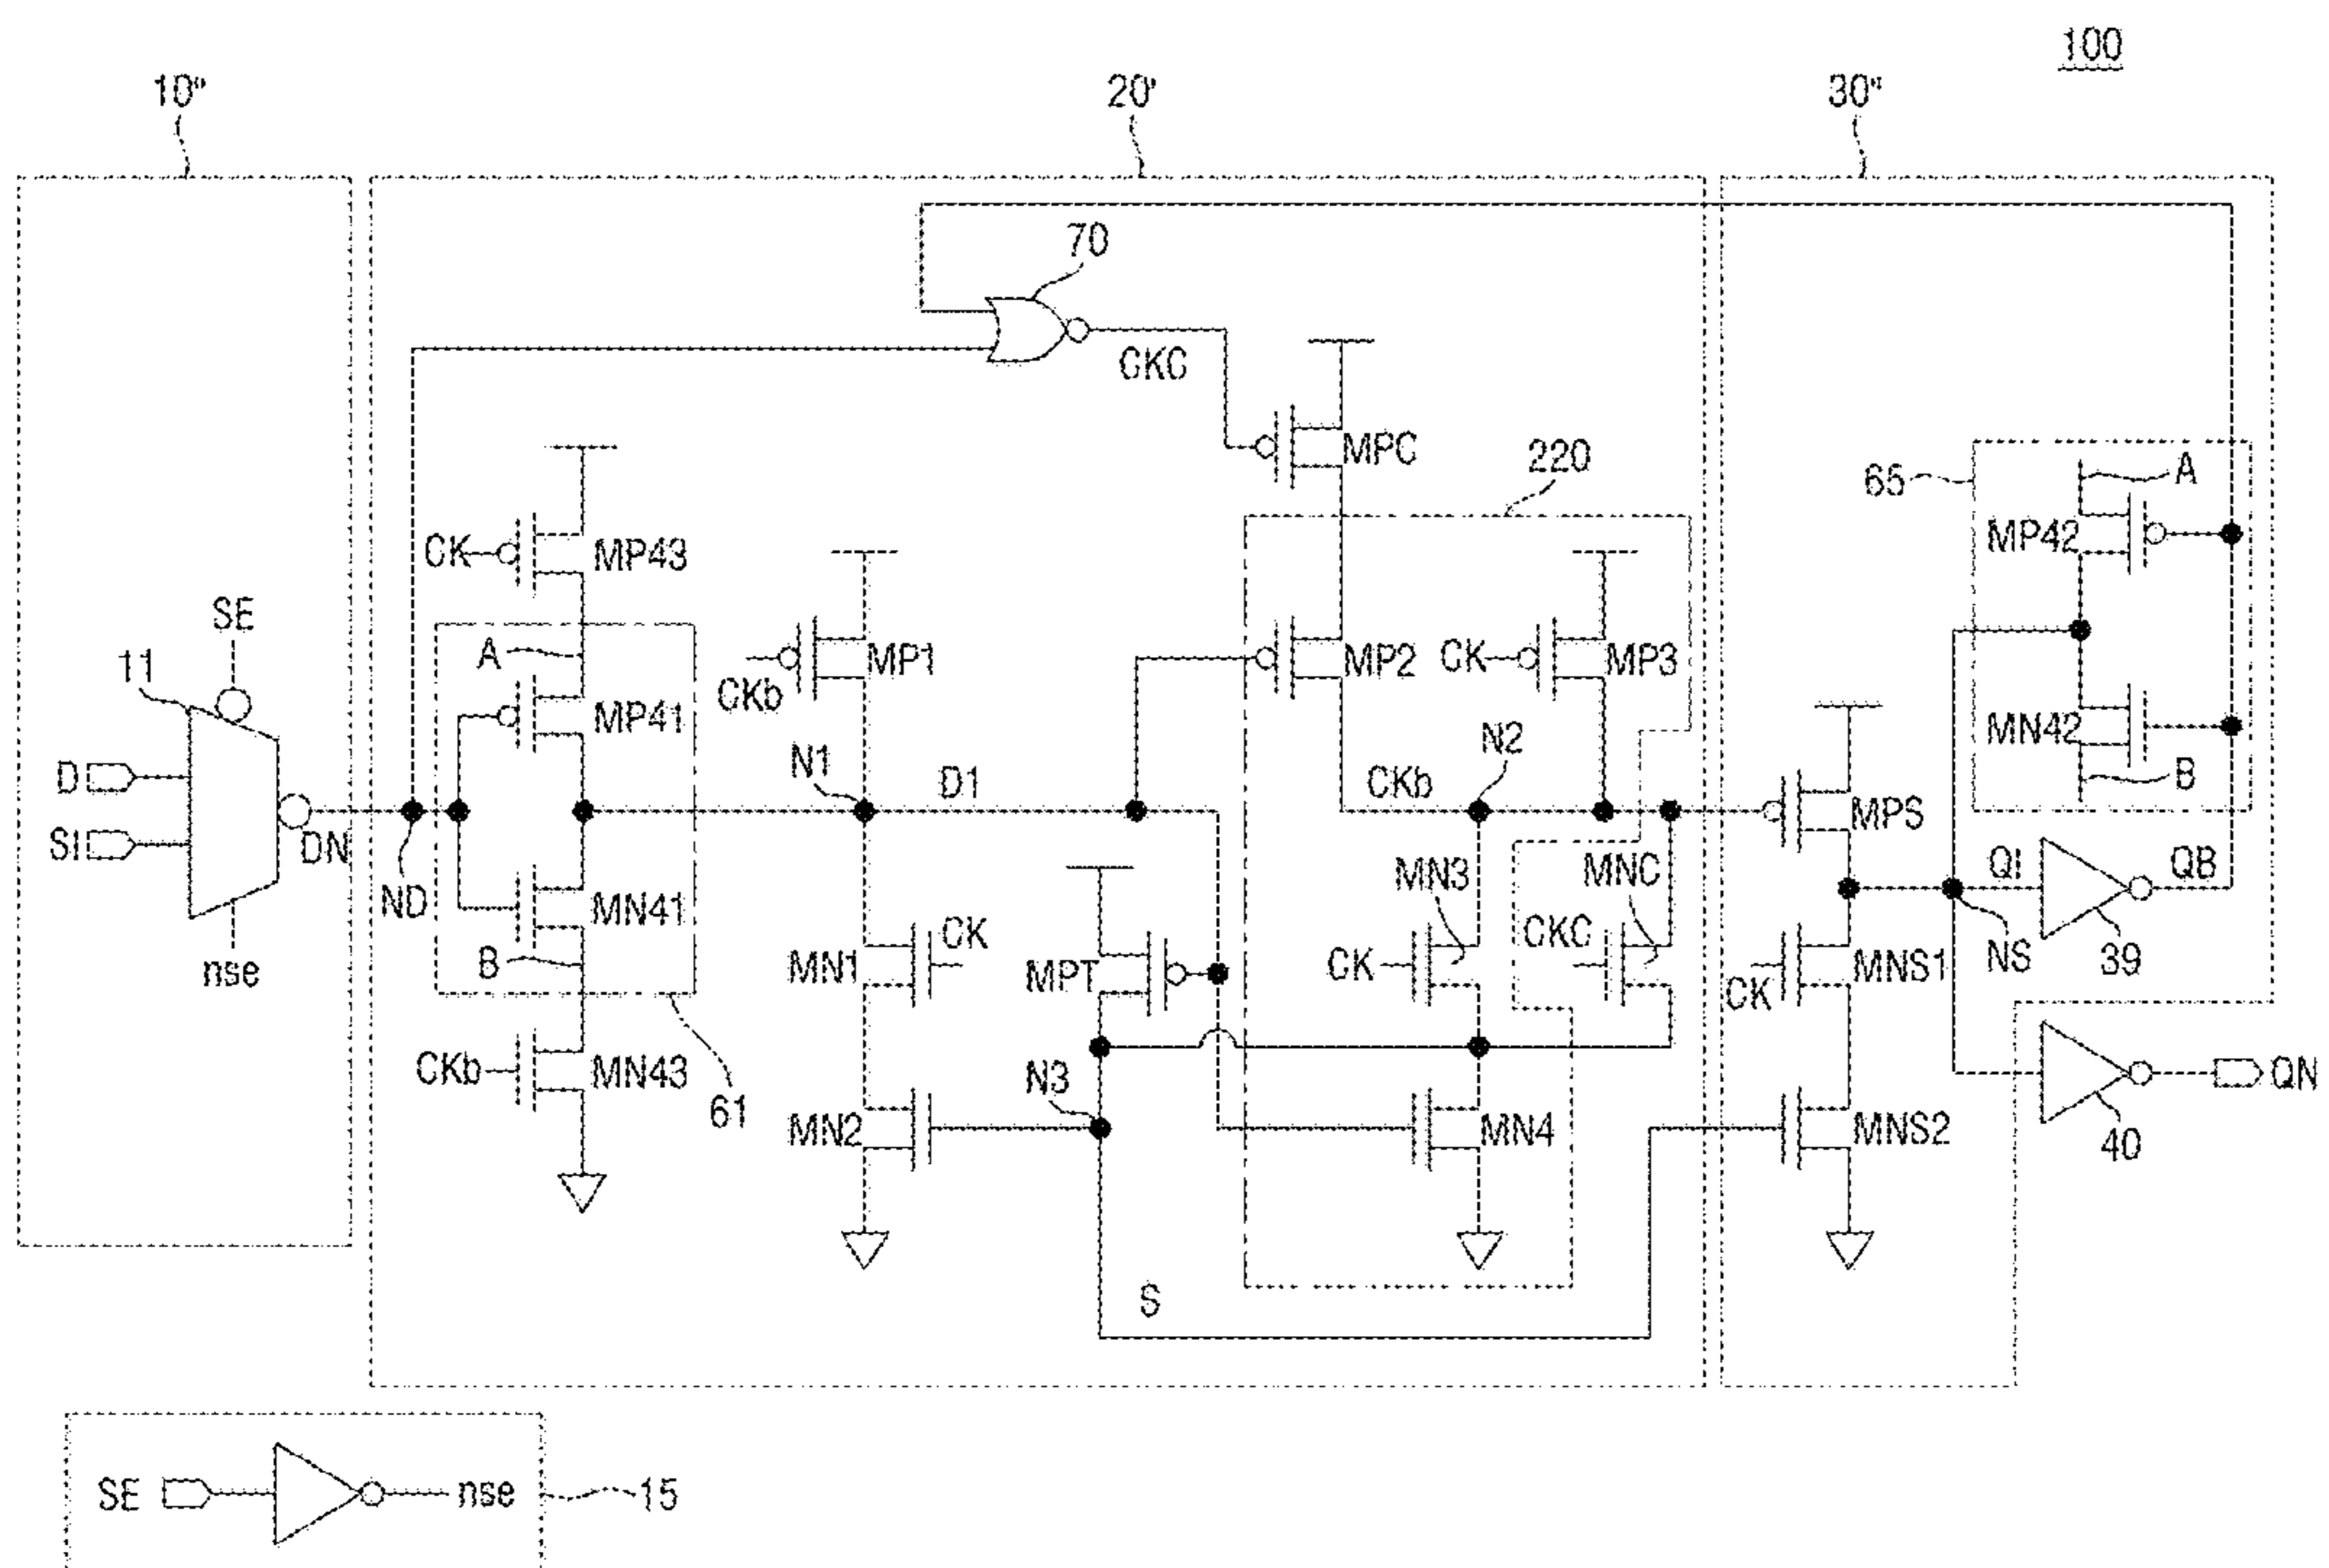 100
10"
20'
30"
70
CKC
MPC
220
65
A
MP42
CK
MP43
SE
11
A
MP41
MP1
CKb
MP2
CK
MP3
MN42
B
D
SI
DN
ND
N1
D1
CKb
N2
MPS
MN41
B
nse
MN1
CK
MPT
MN3
MNC
CK
CKC
QI
QB
MNS1
CK
NS
39
CKb
MN43
61
MN2
N3
MN4
MNS2
40
QN
S
SE
nse
15